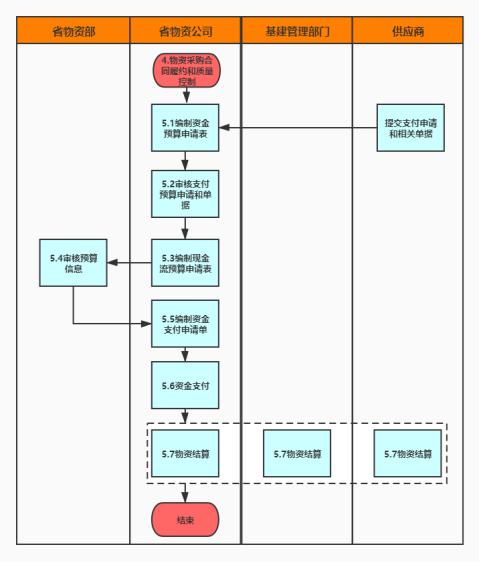 省物资部
省物资公司
基建管理部门
供应商
4.物资采购合
同履约和质量
控制
5.1编制资金
预算申请表
提交支付申请
和相关单据
5.2审核支付
预算申请和单
据
5.4审核预算
信息
5.3编制现金
流预算申请表
5.5编制资金
支付申请单
5.6资金支付
5.7物资结算
5.7物资结算
5.7物资结算
结束